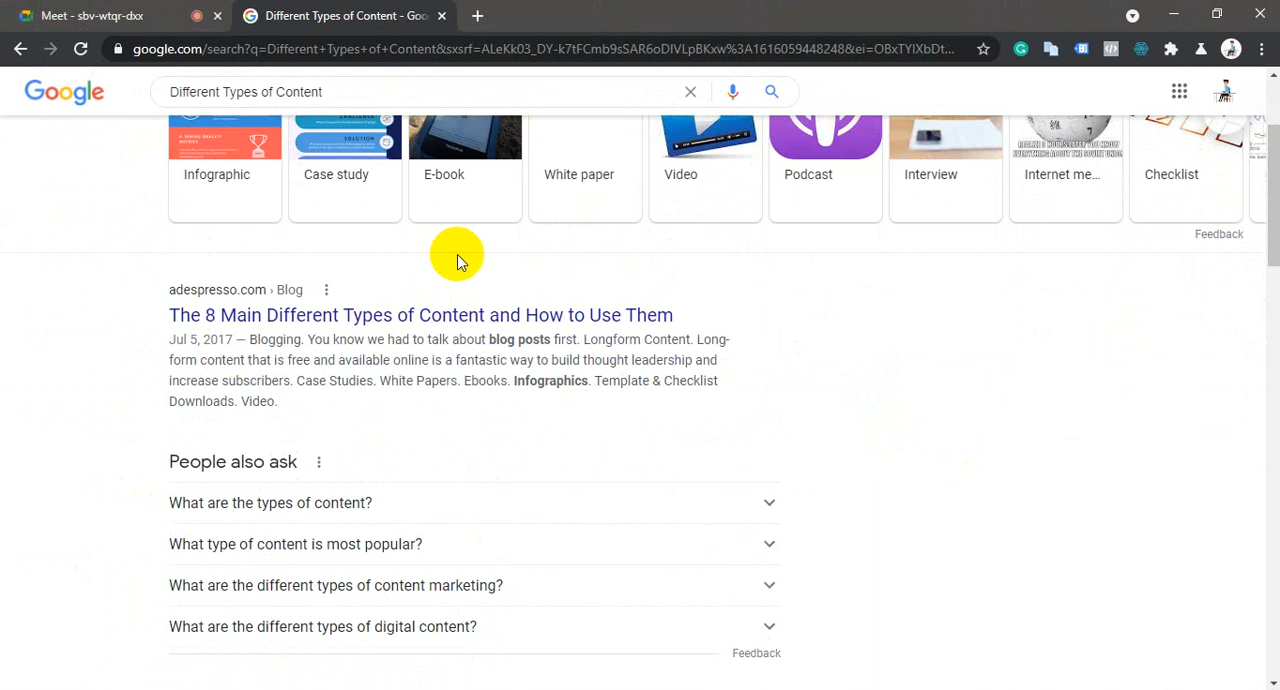 Meet - sbv-wtqr-dxx
Different Types of Content - Goo
google.com/search?q=Different+Types+of+Content&sxsrf=ALeKk03_DY-k7tFCmb9sSAR6oDIVLpBKxw%3A1616059448248&ei=OBxTYIXbDt...
Google
Different Types of Content
SOLUTION
Infographic
Case study
E-book
White paper
Video
Podcast
Interview
Internet me...
Checklist
Feedback
adespresso.com › Blog
The 8 Main Different Types of Content and How to Use Them
Jul 5, 2017 — Blogging. You know we had to talk about blog posts first. Longform Content. Long-
form content that is free and available online is a fantastic way to build thought leadership and
increase subscribers. Case Studies. White Papers. Ebooks. Infographics. Template & Checklist
Downloads. Video.
People also ask
What are the types of content?
What type of content is most popular?
What are the different types of content marketing?
What are the different types of digital content?
Feedback